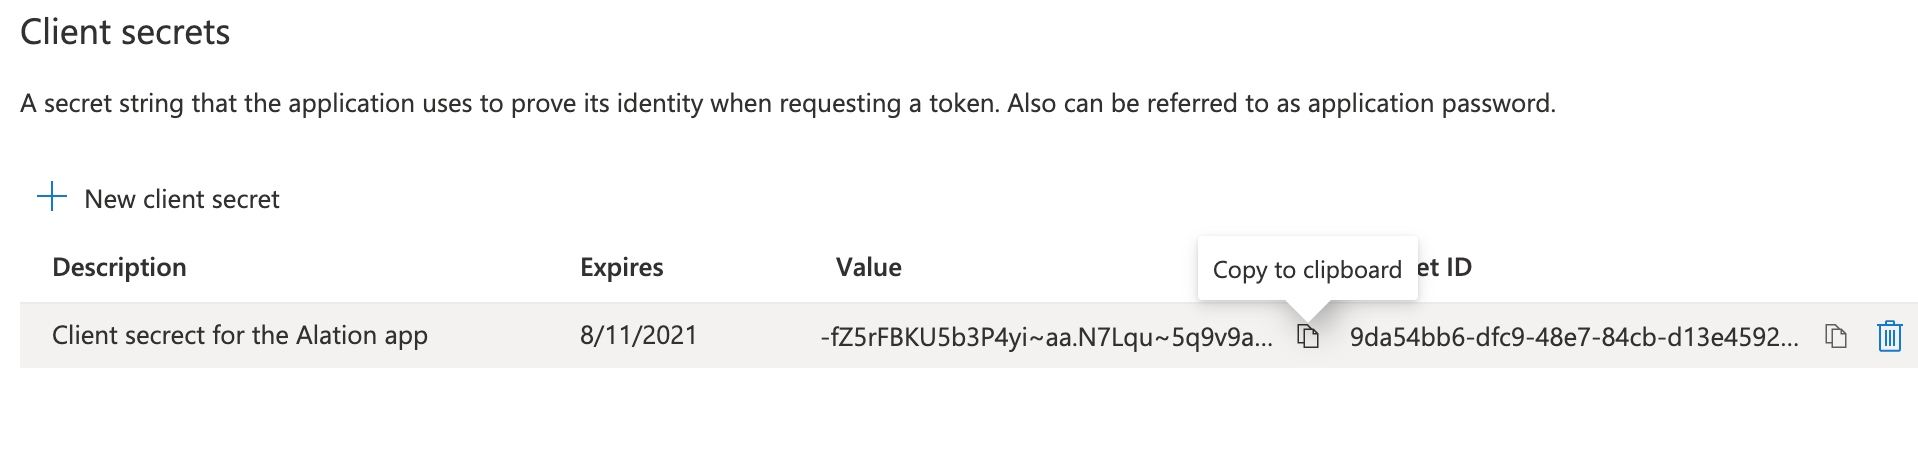 Client secrets
A secret string that the application uses to prove its identity when requesting a token. Also can be referred to as application password.
New client secret
Description Expires Value Copy to clipboard et ID
Client secrect for the Alation app 8/11/2021 -fZ5rFBKU5b3P4yi~aa.N7Lqu~5q9v9a... 9da54bb6-dfc9-48e7-84cb-d13e4592...